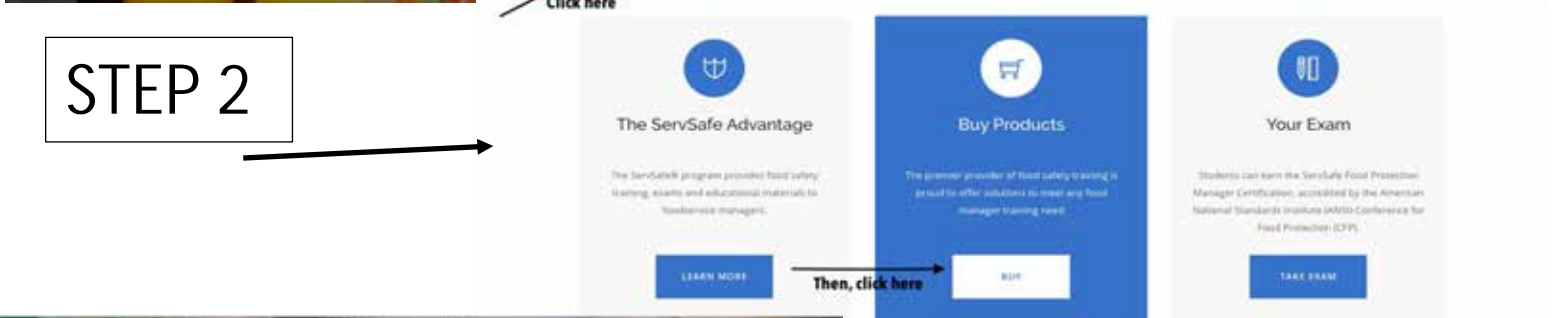 Click here
STEP 2
The ServSafe Advantage
The ServSafe® program provides food safety
training, exams and educational materials to
foodservice managers.
LEARN MORE
Then, click here
Buy Products
The premier provider of food safety training is
proud to offer solutions to meet any food
manager training need.
BUY
Your Exam
Students can earn the ServSafe Food Protection
Manager Certification, accredited by the American
National Standards Institute (ANSI)-Conference for
Food Protection (CFP).
TAKE EXAM